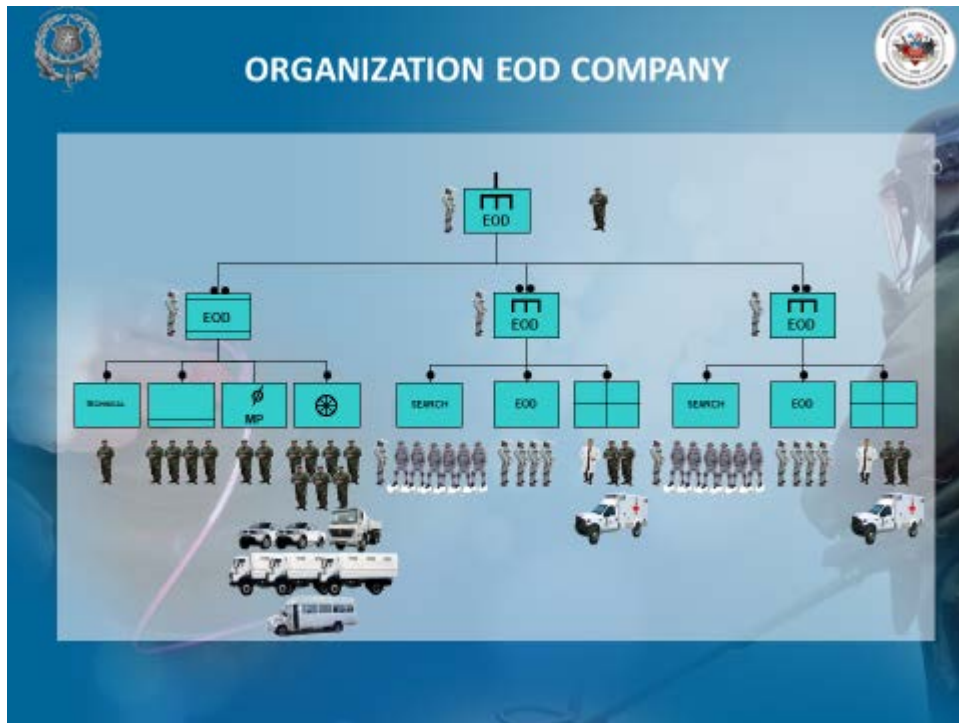 ORGANIZATION EOD COMPANY
EOD
EOD
EOD
EOD
TECHNICAL
MP
SEARCH
EOD
SEARCH
EOD